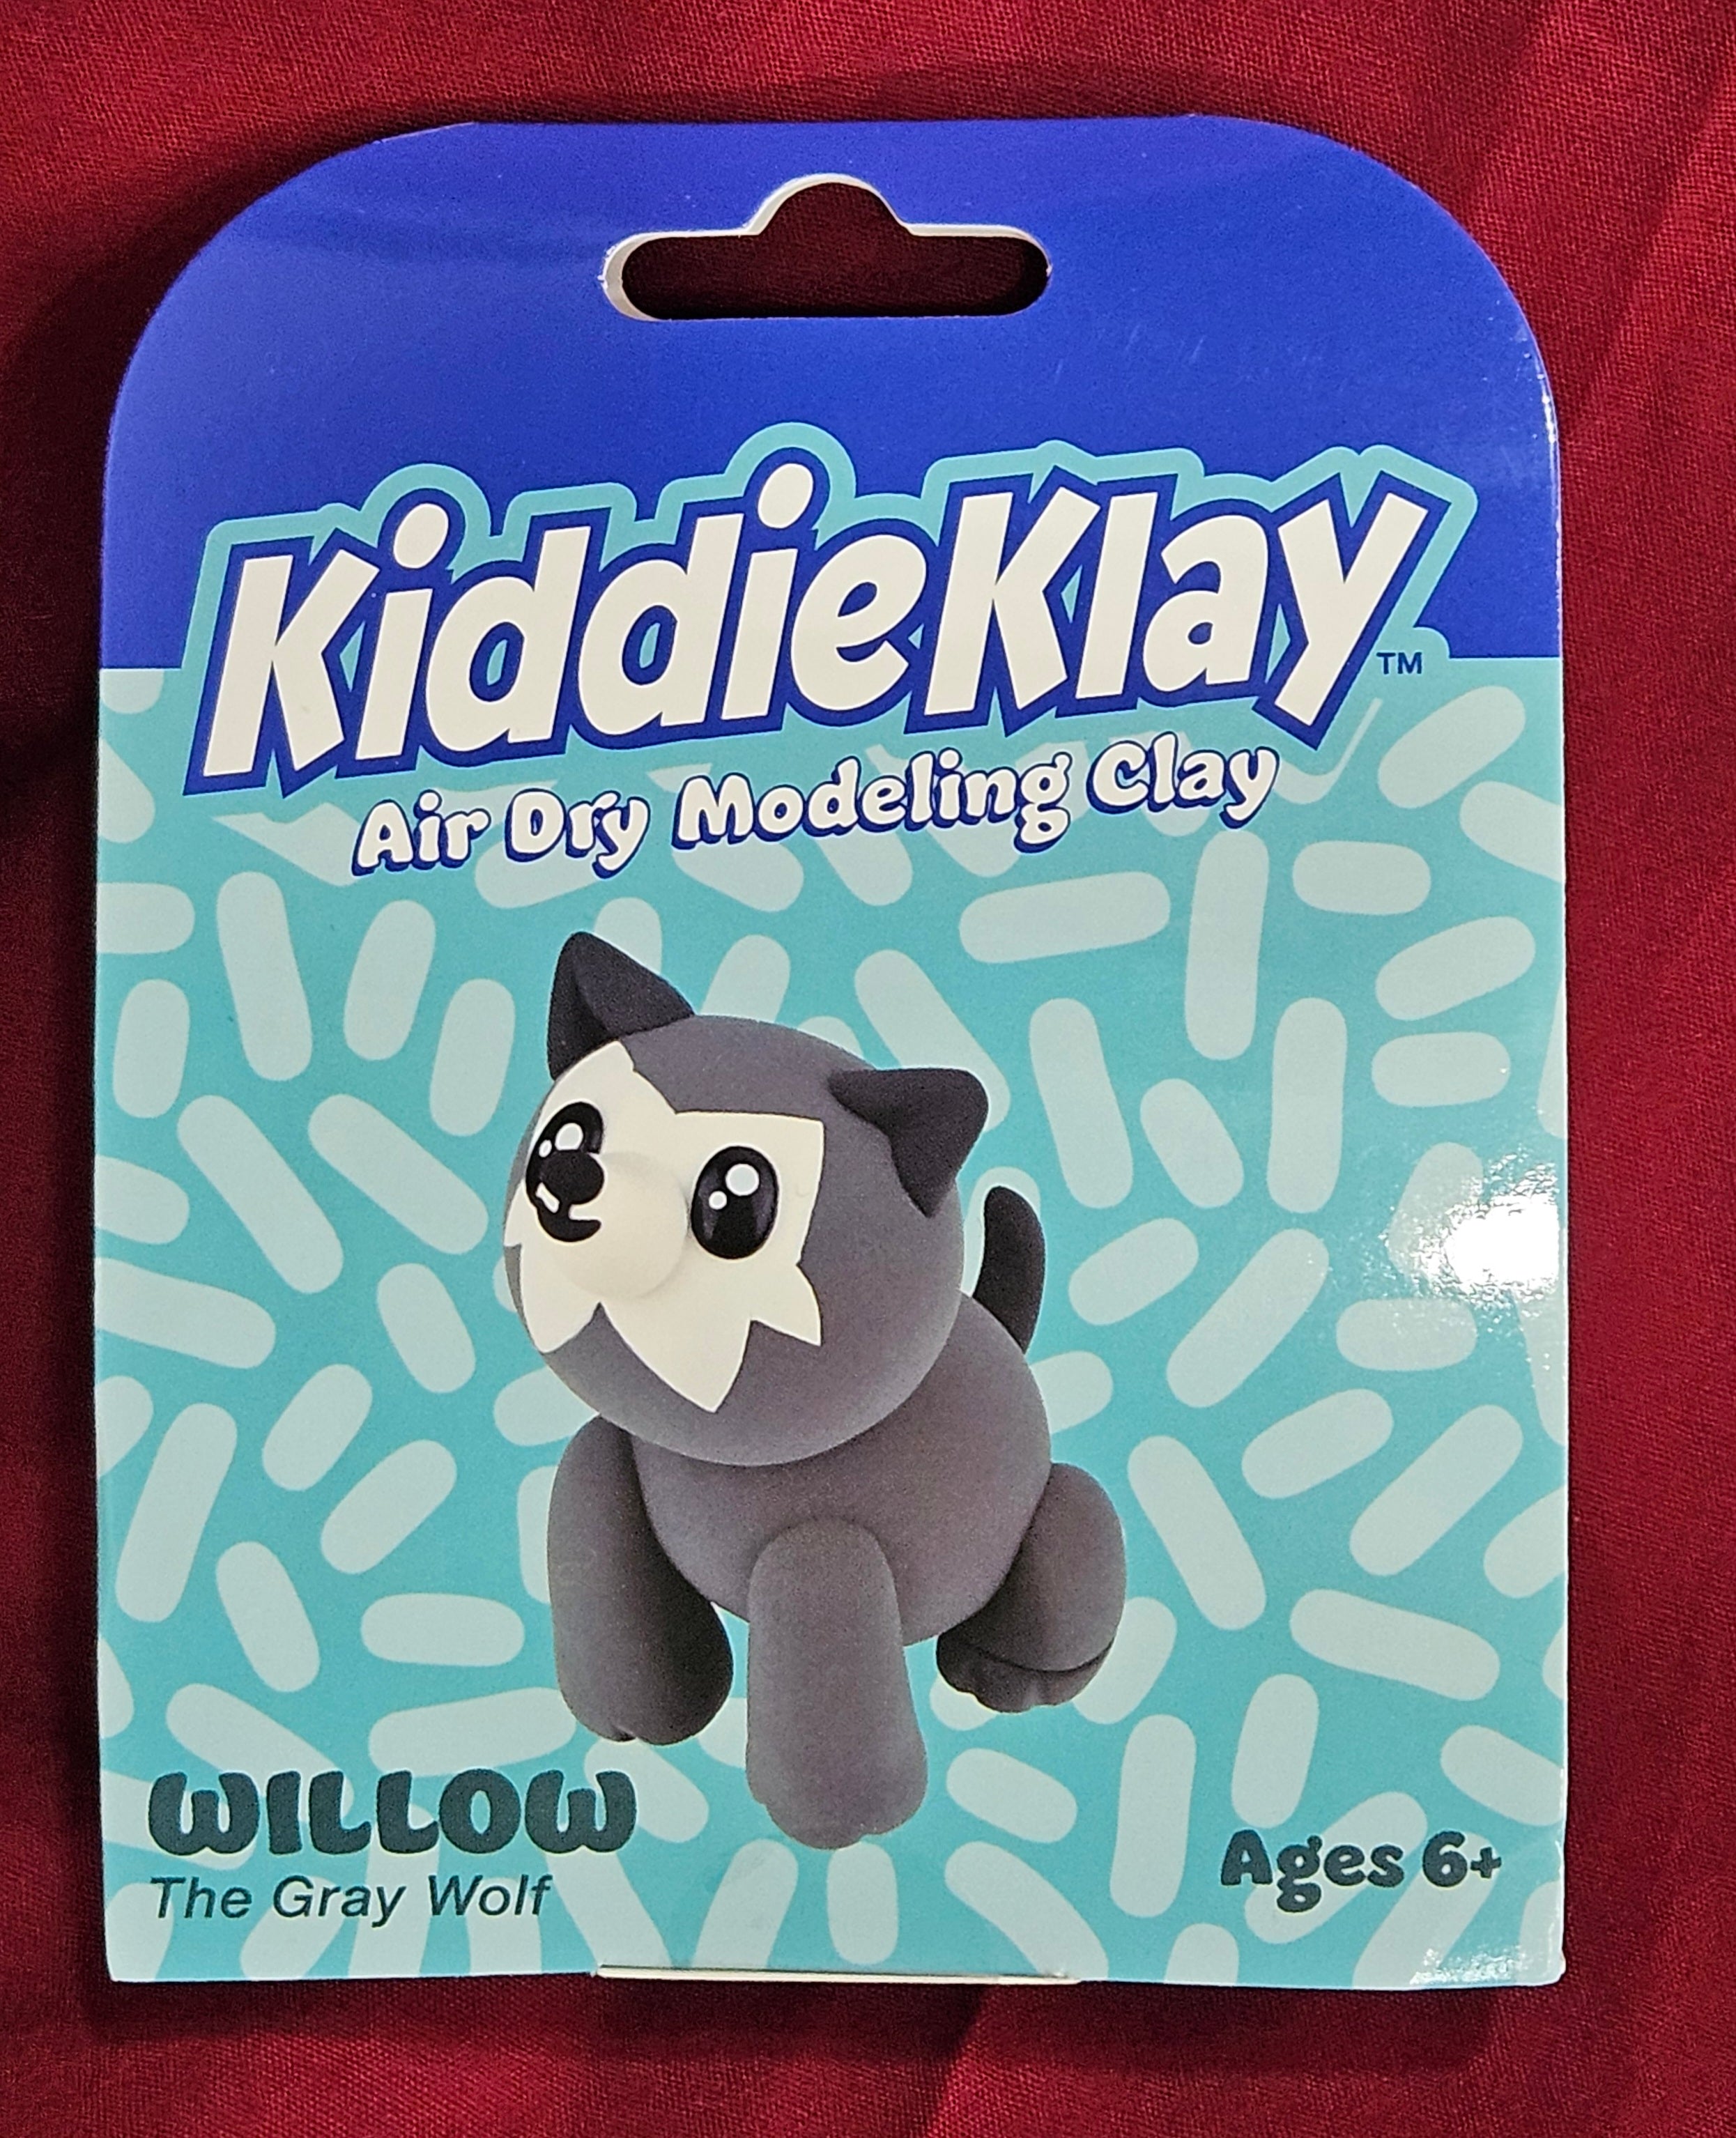 KiddieKlay™
Air Dry Modeling Clay
WILLOW
The Gray Wolf
Ages 6+